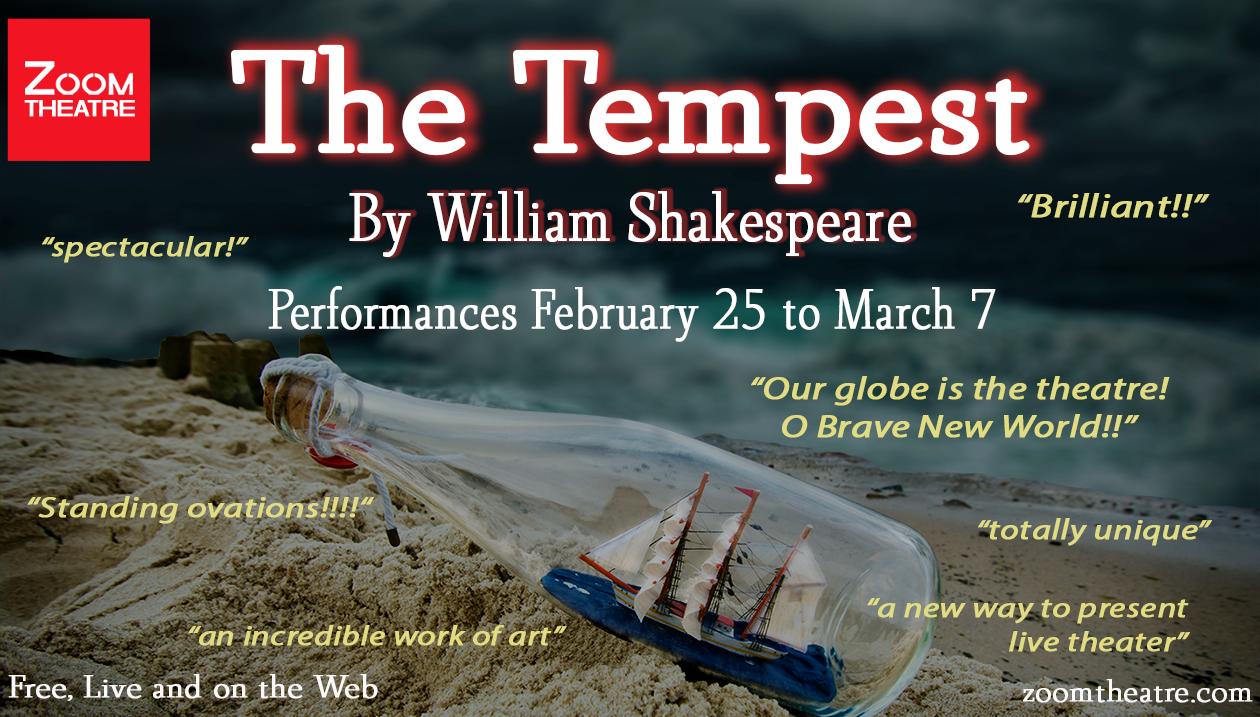 ZOOM
THEATRE
The Tempest
By William Shakespeare
"Brilliant!!"
"spectacular!"
Performances February 25 to March 7
"Our globe is the theatre!
O Brave New World!!"
"Standing ovations!!!!"
"totally unique"
"a new way to present
live theater"
"an incredible work of art"
Free, Live and on the Web
zoomtheatre.com